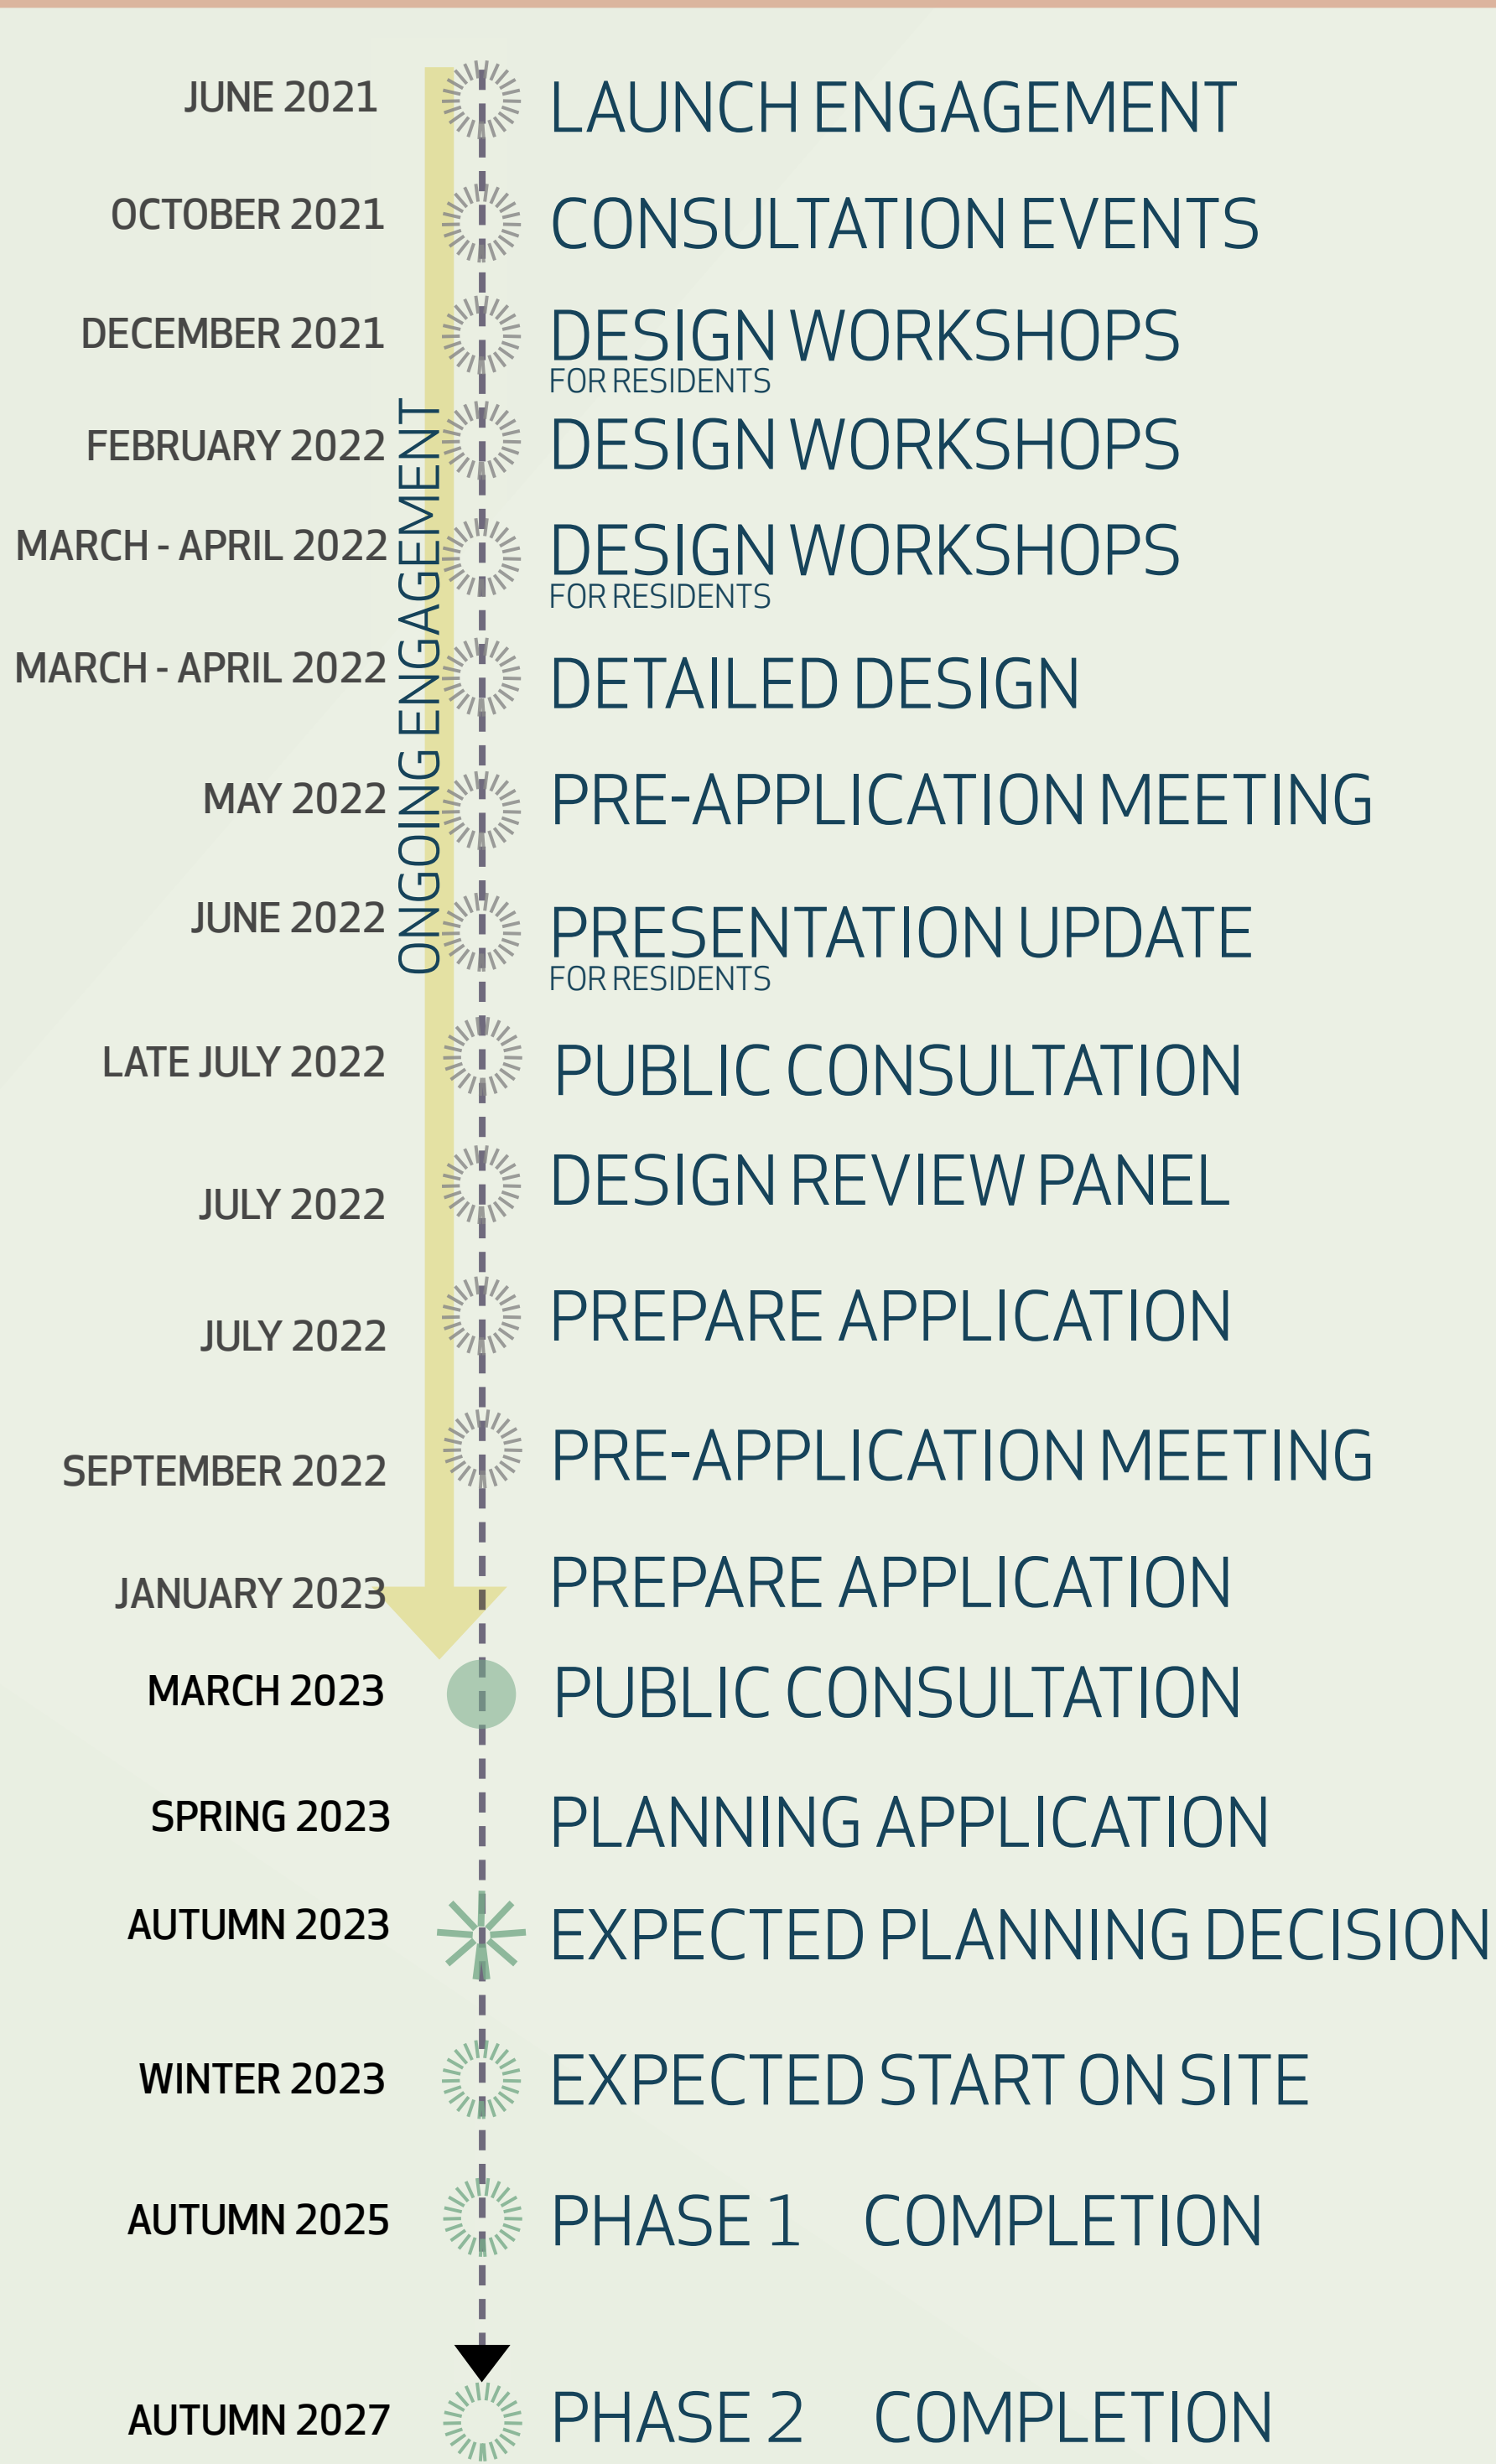 JUNE 2021 LAUNCH ENGAGEMENT
OCTOBER 2021 CONSULTATION EVENTS
DECEMBER 2021 DESIGN WORKSHOPS
FOR RESIDENTS
FEBRUARY 2022 DESIGN WORKSHOPS
MARCH - APRIL 2022 DESIGN WORKSHOPS
FOR RESIDENTS
MARCH - APRIL 2022 DETAILED DESIGN
MAY 2022 PRE-APPLICATION MEETING
JUNE 2022 PRESENTATION UPDATE
FOR RESIDENTS
ONGOING ENGAGEMENT
LATE JULY 2022 PUBLIC CONSULTATION
JULY 2022 DESIGN REVIEW PANEL
JULY 2022 PREPARE APPLICATION
SEPTEMBER 2022 PRE-APPLICATION MEETING
JANUARY 2023 PREPARE APPLICATION
MARCH 2023 PUBLIC CONSULTATION
SPRING 2023 PLANNING APPLICATION
AUTUMN 2023 EXPECTED PLANNING DECISION
WINTER 2023 EXPECTED START ON SITE
AUTUMN 2025 PHASE 1 COMPLETION
AUTUMN 2027 PHASE 2 COMPLETION